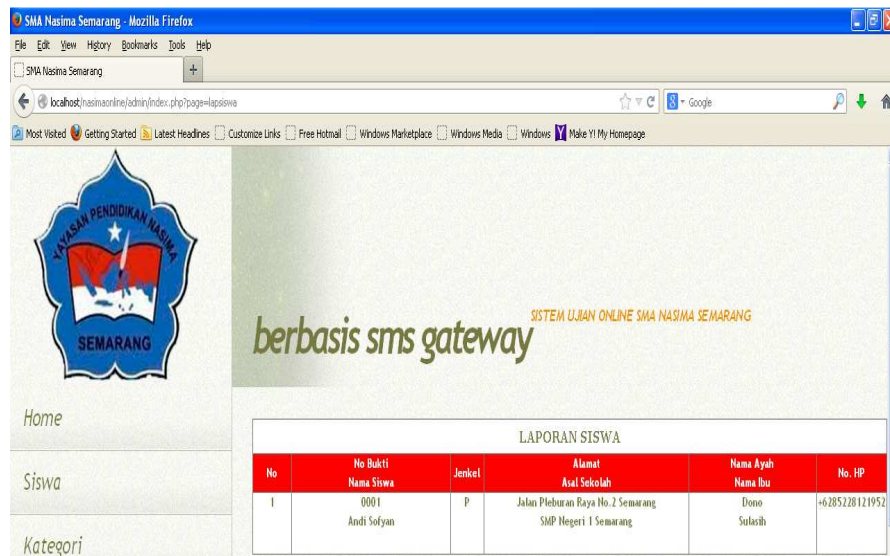 SMA Nasima Semarang - Mozilla Firefox
File Edit View History Bookmarks Tools Help
SMA Nasima Semarang +
localhost/nasimaonline/admin/index.php?page=lapsiswa
Google
Most Visited Getting Started Latest Headlines Customize Links Free Hotmail Windows Marketplace Windows Media Windows Make Y! My Homepage
YAYASAN PENDIDIKAN NASIMA
SEMARANG
SISTEM UJIAN ONLINE SMA NASIMA SEMARANG
berbasis sms gateway
Home
Siswa
Kategori
LAPORAN SISWA
No No Bukti Jenkel Alamat Nama Ayah No. HP
Nama Siswa Asal Sekolah Nama Ibu
1 0001 P Jalan Pleburan Raya No.2 Semarang Dono +6285228121952
Andi Sofyan SMP Negeri 1 Semarang Sulasih